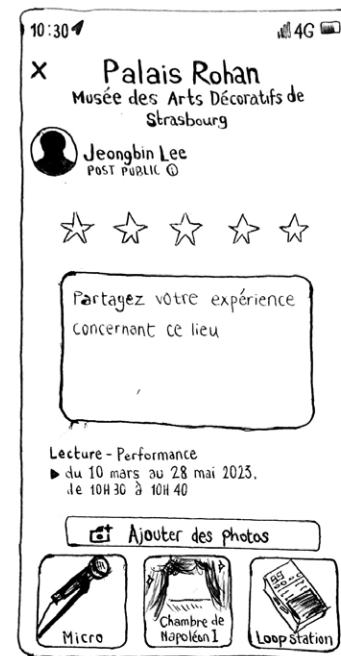 10:30 4G
X Palais Rohan
Musée des Arts Décoratifs de
Strasbourg
Jeongbin Lee
POST PUBLIC i
Partagez votre expérience
concernant ce lieu
Lecture - Performance
▶ du 10 mars au 28 mai 2023.
de 10H30 à 10H40
Ajouter des photos
Micro
Chambre de
Napoléon I
Loop station